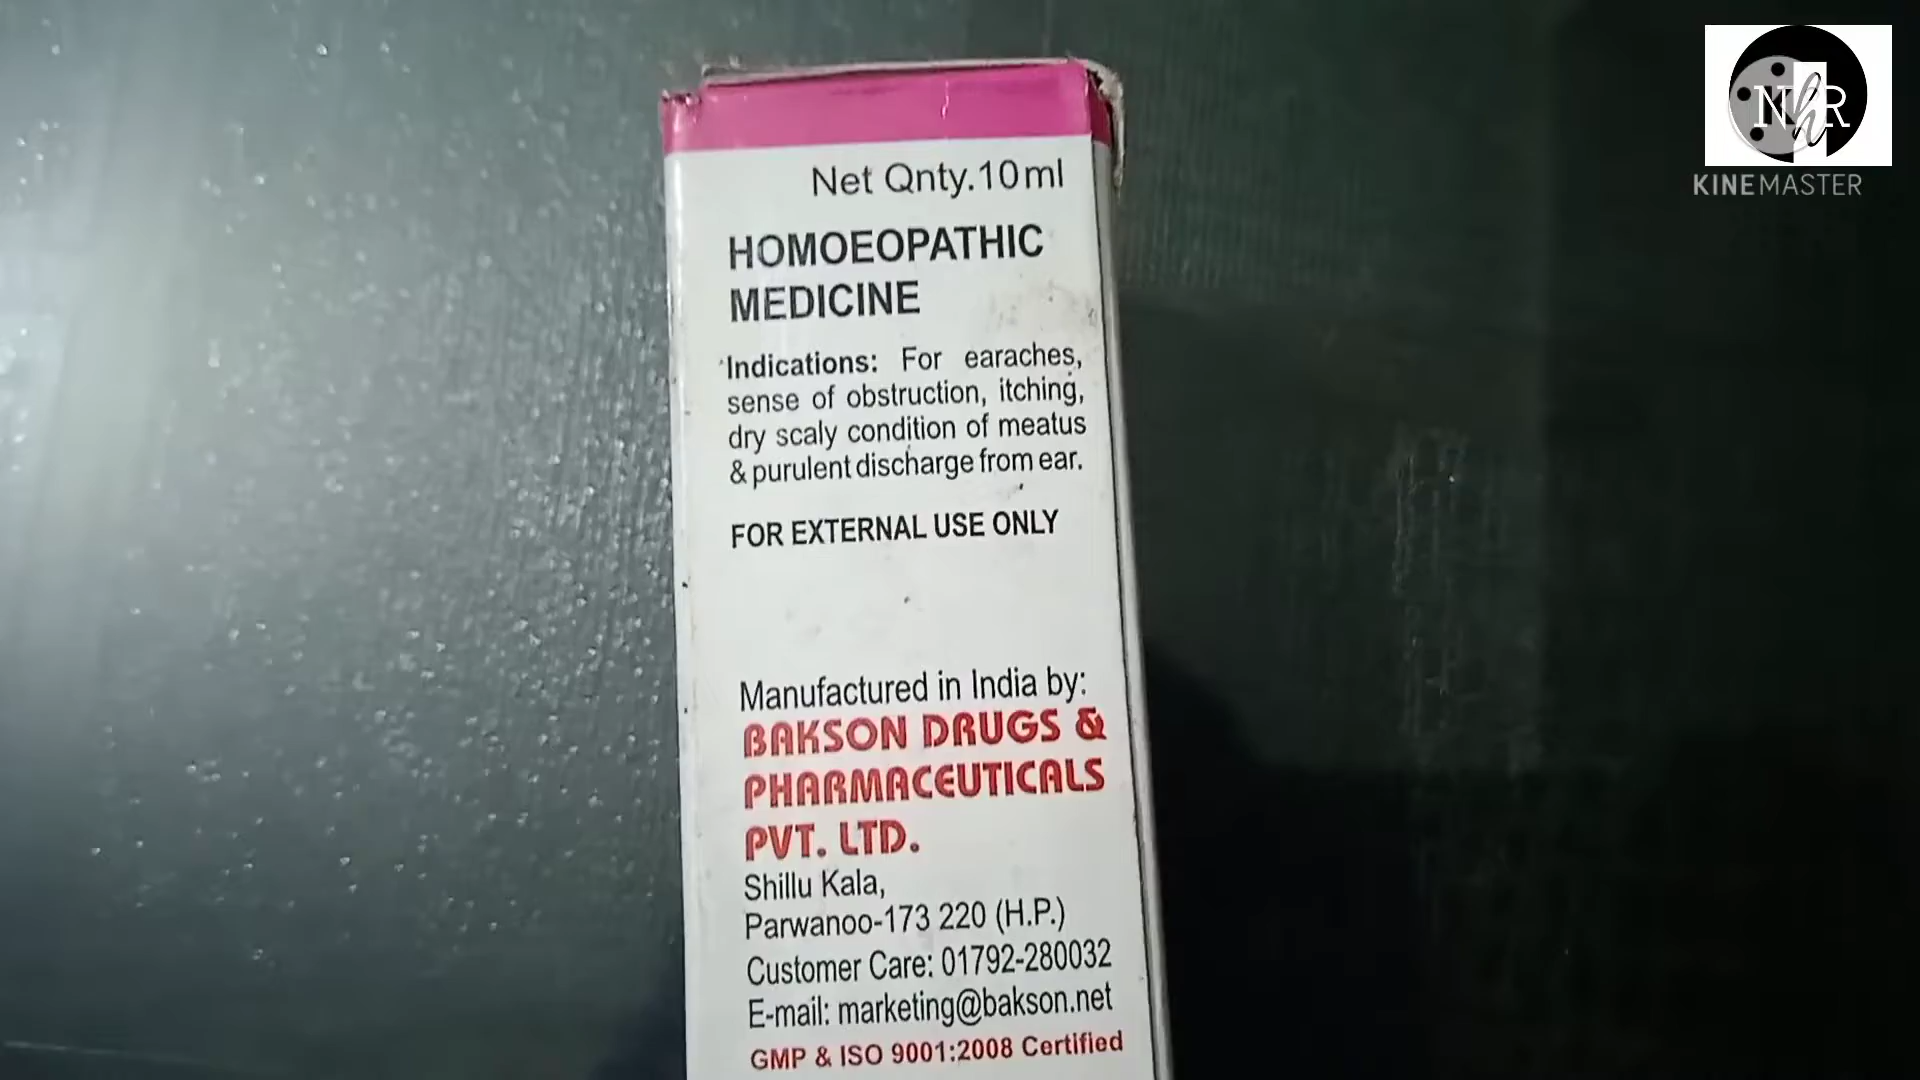 NhR
KINEMASTER
Net Qnty.10ml
HOMOEOPATHIC
MEDICINE
Indications: For earaches,
sense of obstruction, itching,
dry scaly condition of meatus
& purulent discharge from ear.
FOR EXTERNAL USE ONLY
Manufactured in India by:
BAKSON DRUGS &
PHARMACEUTICALS
PVT. LTD.
Shillu Kala,
Parwanoo-173 220 (H.P.)
Customer Care: 01792-280032
E-mail: marketing@bakson.net
GMP & ISO 9001:2008 Certified